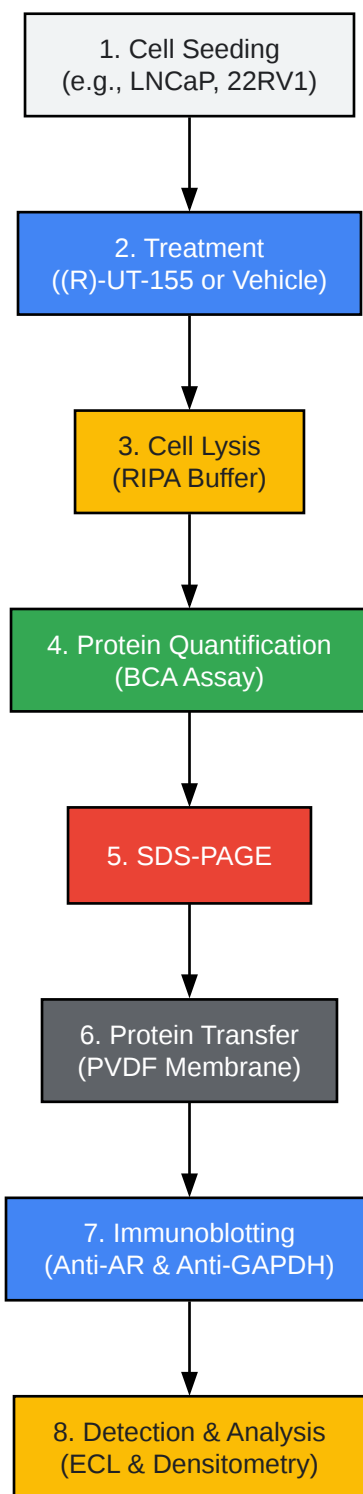 1. Cell Seeding
(e.g., LNCaP, 22RV1)
2. Treatment
((R)-UT-155 or Vehicle)
3. Cell Lysis
(RIPA Buffer)
4. Protein Quantification
(BCA Assay)
5. SDS-PAGE
6. Protein Transfer
(PVDF Membrane)
7. Immunoblotting
(Anti-AR & Anti-GAPDH)
8. Detection & Analysis
(ECL & Densitometry)